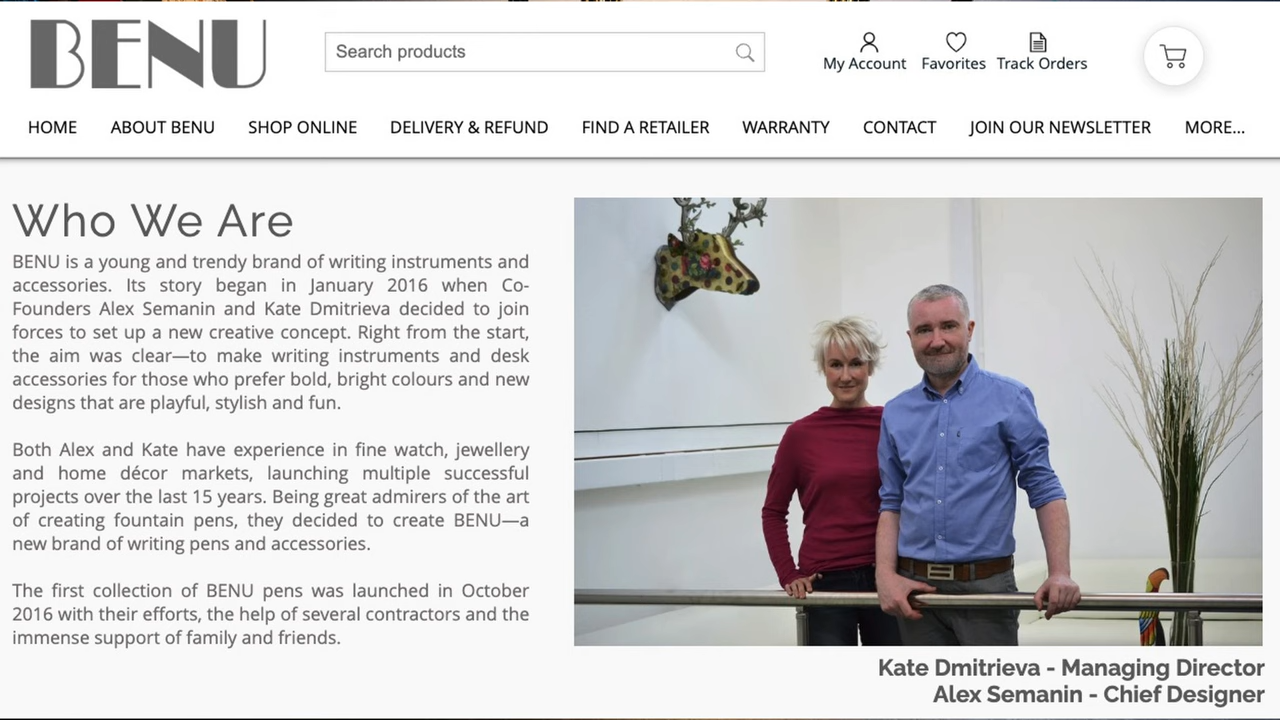 BENU
Search products
My Account
Favorites
Track Orders
HOME
ABOUT BENU
SHOP ONLINE
DELIVERY & REFUND
FIND A RETAILER
WARRANTY
CONTACT
JOIN OUR NEWSLETTER
MORE...
Who We Are
BENU is a young and trendy brand of writing instruments and
accessories. Its story began in January 2016 when Co-
Founders Alex Semanin and Kate Dmitrieva decided to join
forces to set up a new creative concept. Right from the start,
the aim was clear—to make writing instruments and desk
accessories for those who prefer bold, bright colours and new
designs that are playful, stylish and fun.
Both Alex and Kate have experience in fine watch, jewellery
and home décor markets, launching multiple successful
projects over the last 15 years. Being great admirers of the art
of creating fountain pens, they decided to create BENU—a
new brand of writing pens and accessories.
The first collection of BENU pens was launched in October
2016 with their efforts, the help of several contractors and the
immense support of family and friends.
Kate Dmitrieva - Managing Director
Alex Semanin - Chief Designer